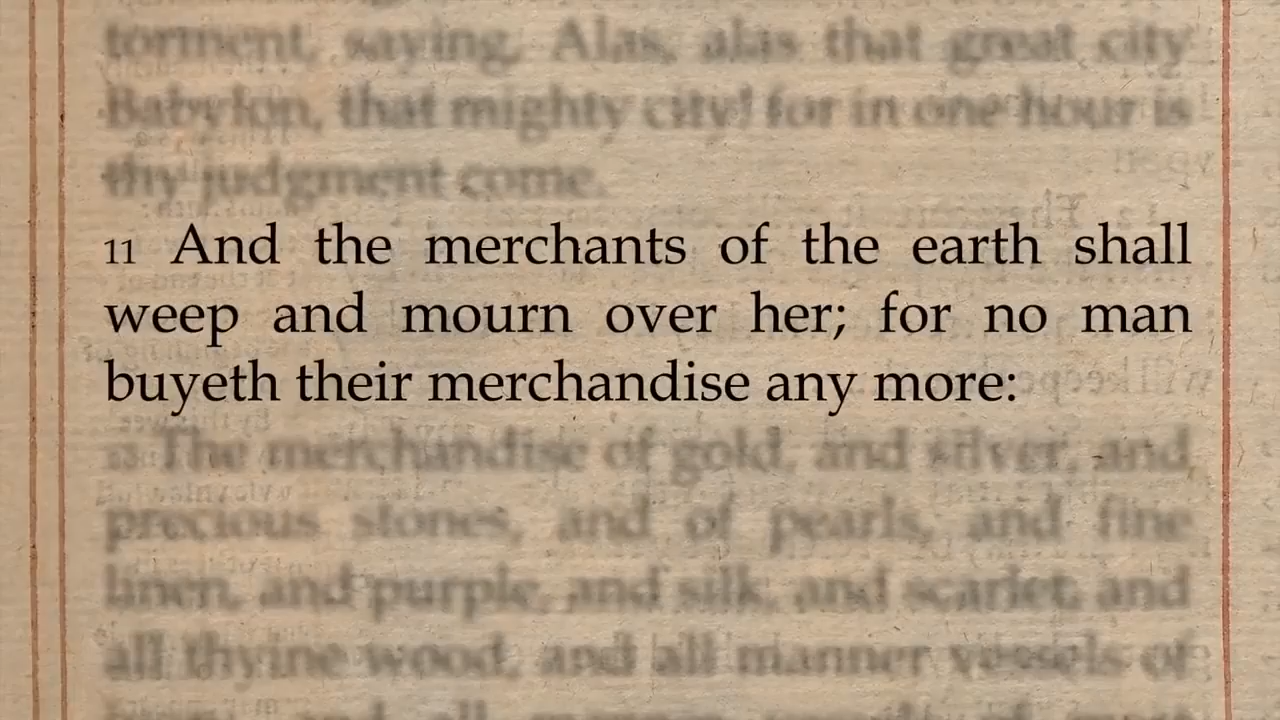 torment, saying, Alas, alas that great city
Babylon, that mighty city! for in one hour is
thy judgment come.
11 And the merchants of the earth shall
weep and mourn over her; for no man
buyeth their merchandise any more:
The merchandise of gold, and silver, and
precious stones, and of pearls, and fine
linen, and purple, and silk, and scarlet, and
all thyine wood, and all manner vessels of